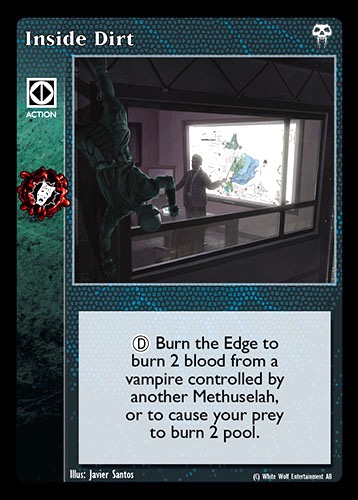 Inside Dirt
ACTION
Ⓓ Burn the Edge to
burn 2 blood from a
vampire controlled by
another Methuselah,
or to cause your prey
to burn 2 pool.
Illus: Javier Santos
(C) White Wolf Entertainment AB